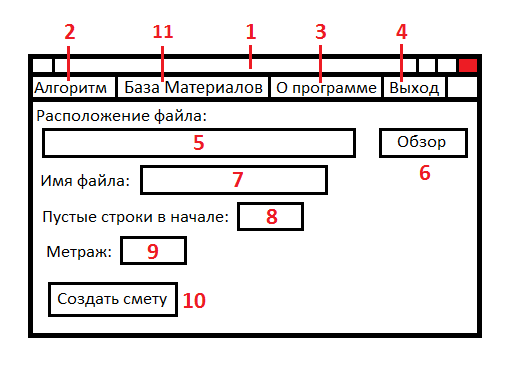 2 11 1 3 4
Алгоритм База Материалов О программе Выход
Расположение файла:
5 Обзор
6
Имя файла: 7
Пустые строки в начале: 8
Метраж: 9
Создать смету 10